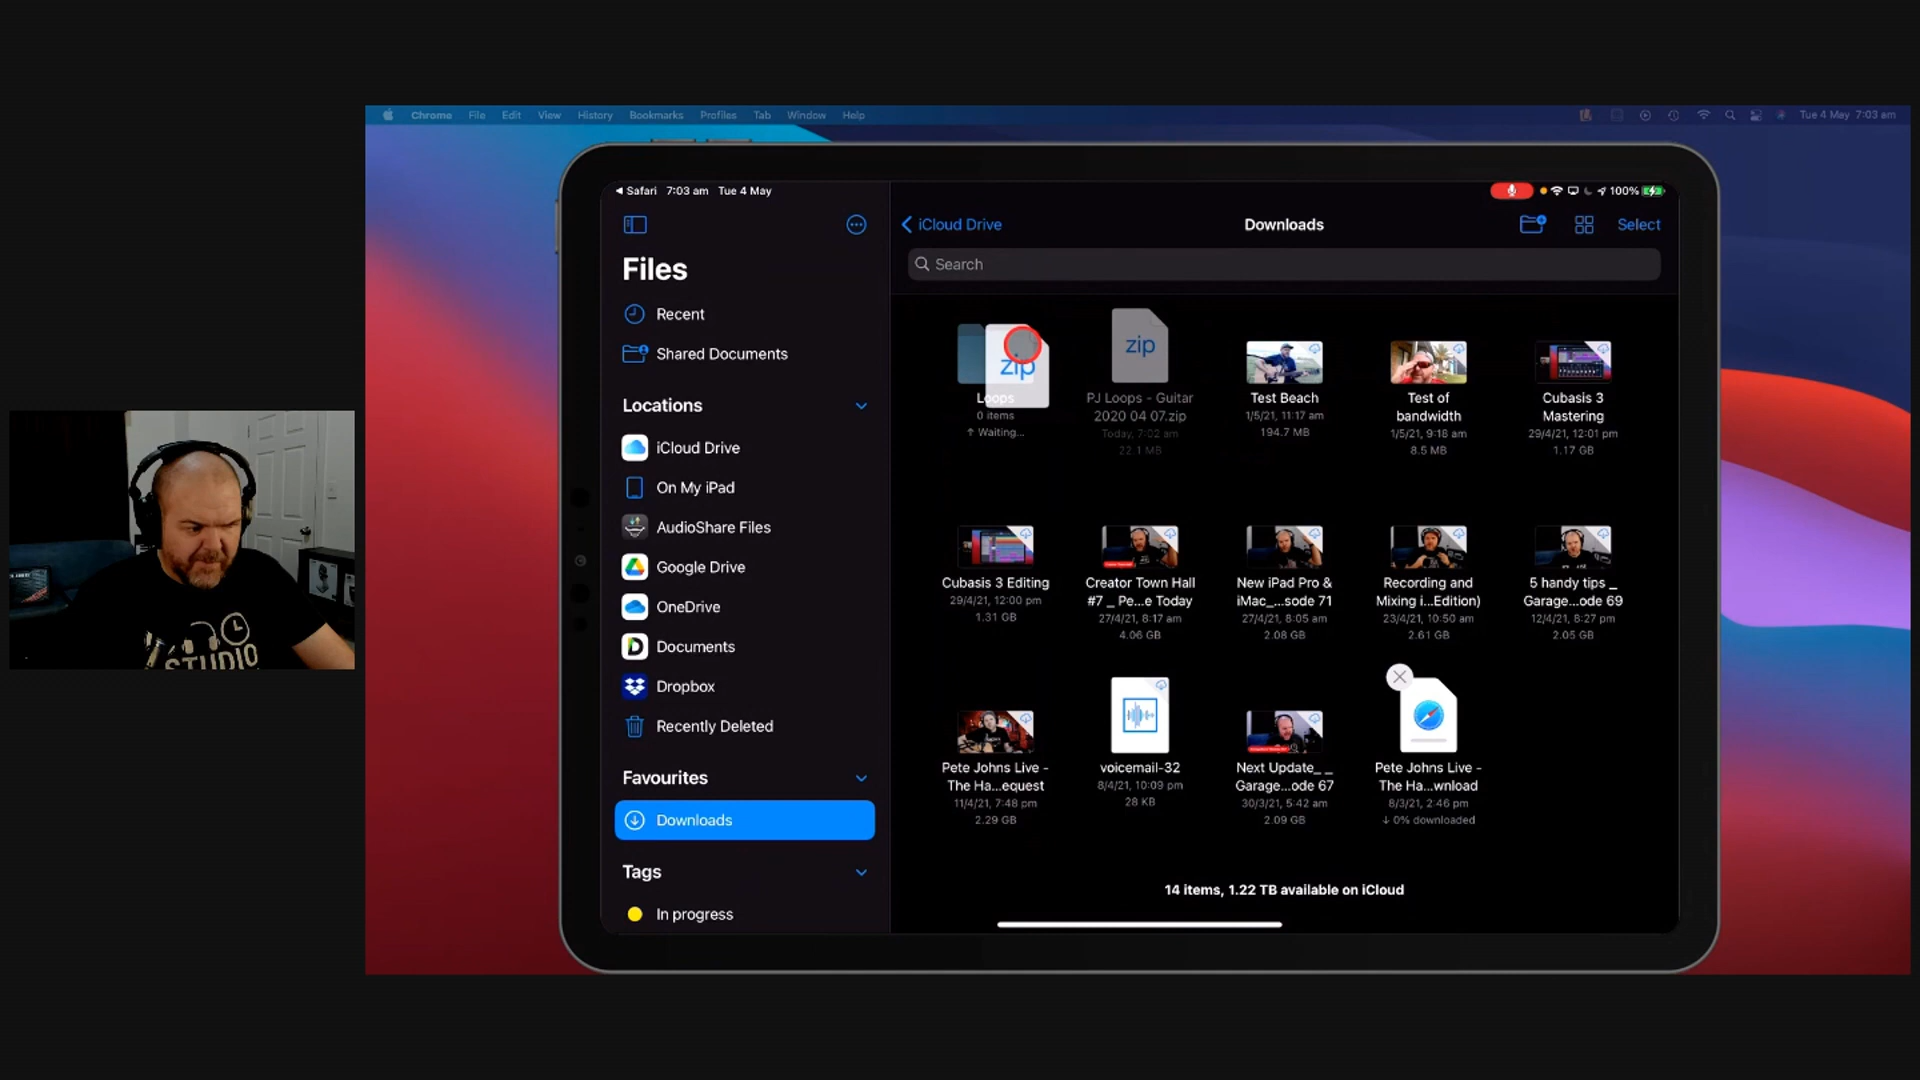 Chrome File Edit View History Bookmarks Profiles Tab Window Help
Tue 4 May 7:03 am
Safari 7:03 am Tue 4 May
100%
Files
Recent
Shared Documents
Locations
iCloud Drive
On My iPad
AudioShare Files
Google Drive
OneDrive
Documents
Dropbox
Recently Deleted
Favourites
Downloads
Tags
In progress
iCloud Drive
Downloads
Select
Search
zip
Loops
0 items
↑ Waiting...
zip
PJ Loops - Guitar
2020 04 07.zip
Today, 7:02 am
22.1 MB
Test Beach
1/5/21, 11:17 am
194.7 MB
Test of
bandwidth
1/5/21, 9:18 am
8.5 MB
Cubasis 3
Mastering
29/4/21, 12:01 pm
1.17 GB
Cubasis 3 Editing
29/4/21, 12:00 pm
1.31 GB
Creator Town Hall
#7 _ Pe...e Today
27/4/21, 8:17 am
4.06 GB
New iPad Pro &
iMac_...sode 71
27/4/21, 8:05 am
2.08 GB
Recording and
Mixing i...Edition)
23/4/21, 10:50 am
2.61 GB
5 handy tips _
Garage...ode 69
12/4/21, 8:27 pm
2.05 GB
Pete Johns Live -
The Ha...equest
11/4/21, 7:48 pm
2.29 GB
voicemail-32
8/4/21, 10:09 pm
28 KB
Next Update_ _
Garage...ode 67
30/3/21, 5:42 am
2.09 GB
Pete Johns Live -
The Ha...wnload
8/3/21, 2:46 pm
↓ 0% downloaded
14 items, 1.22 TB available on iCloud
STUDIO